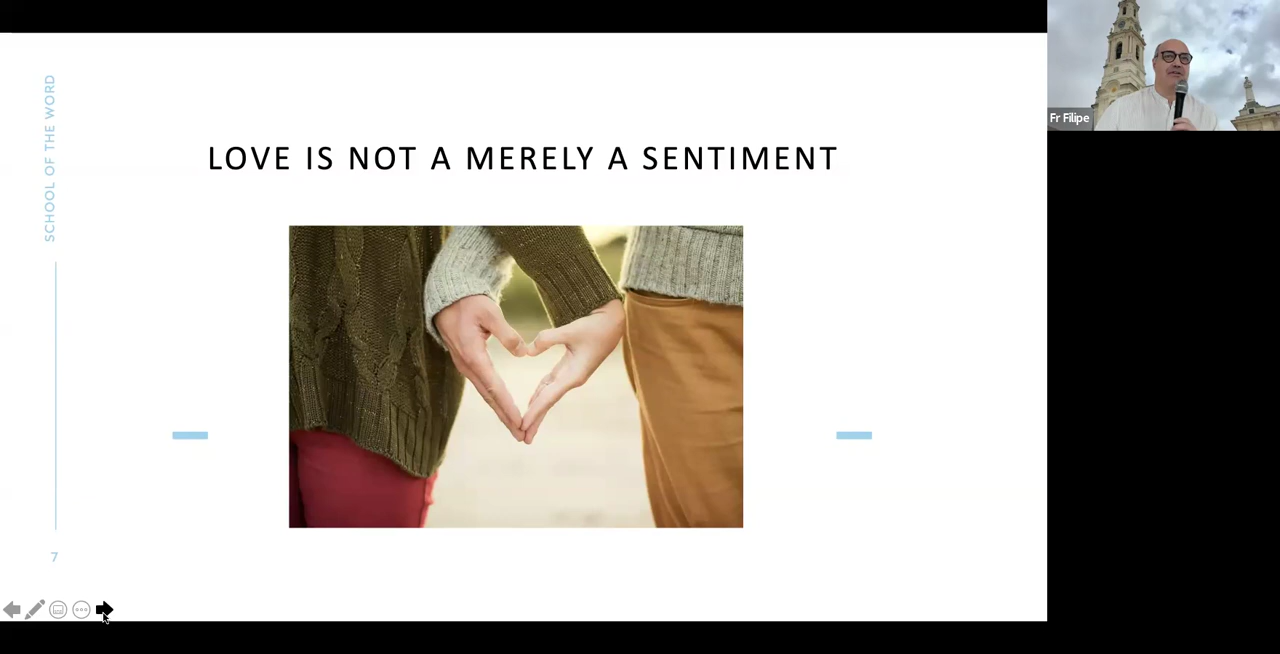 SCHOOL OF THE WORD
LOVE IS NOT A MERELY A SENTIMENT
7
Fr Filipe